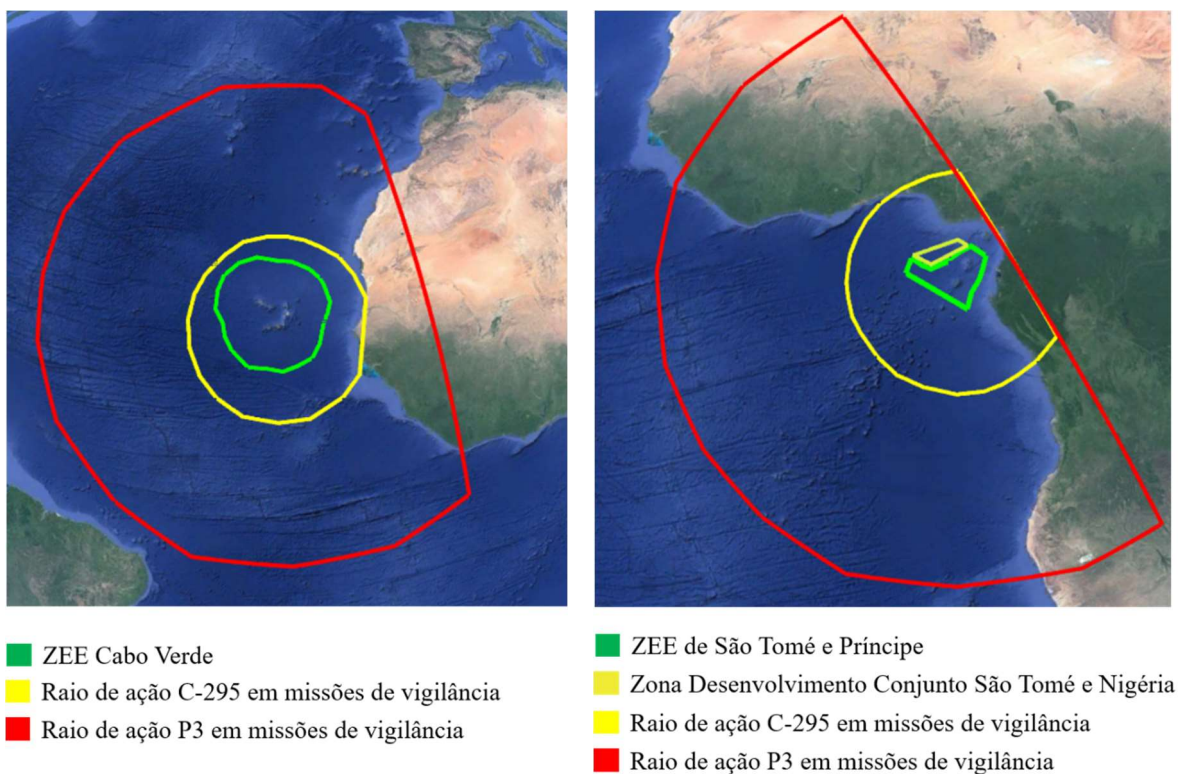 ZEE Cabo Verde
Raio de ação C-295 em missões de vigilância
Raio de ação P3 em missões de vigilância
ZEE de São Tomé e Príncipe
Zona Desenvolvimento Conjunto São Tomé e Nigéria
Raio de ação C-295 em missões de vigilância
Raio de ação P3 em missões de vigilância